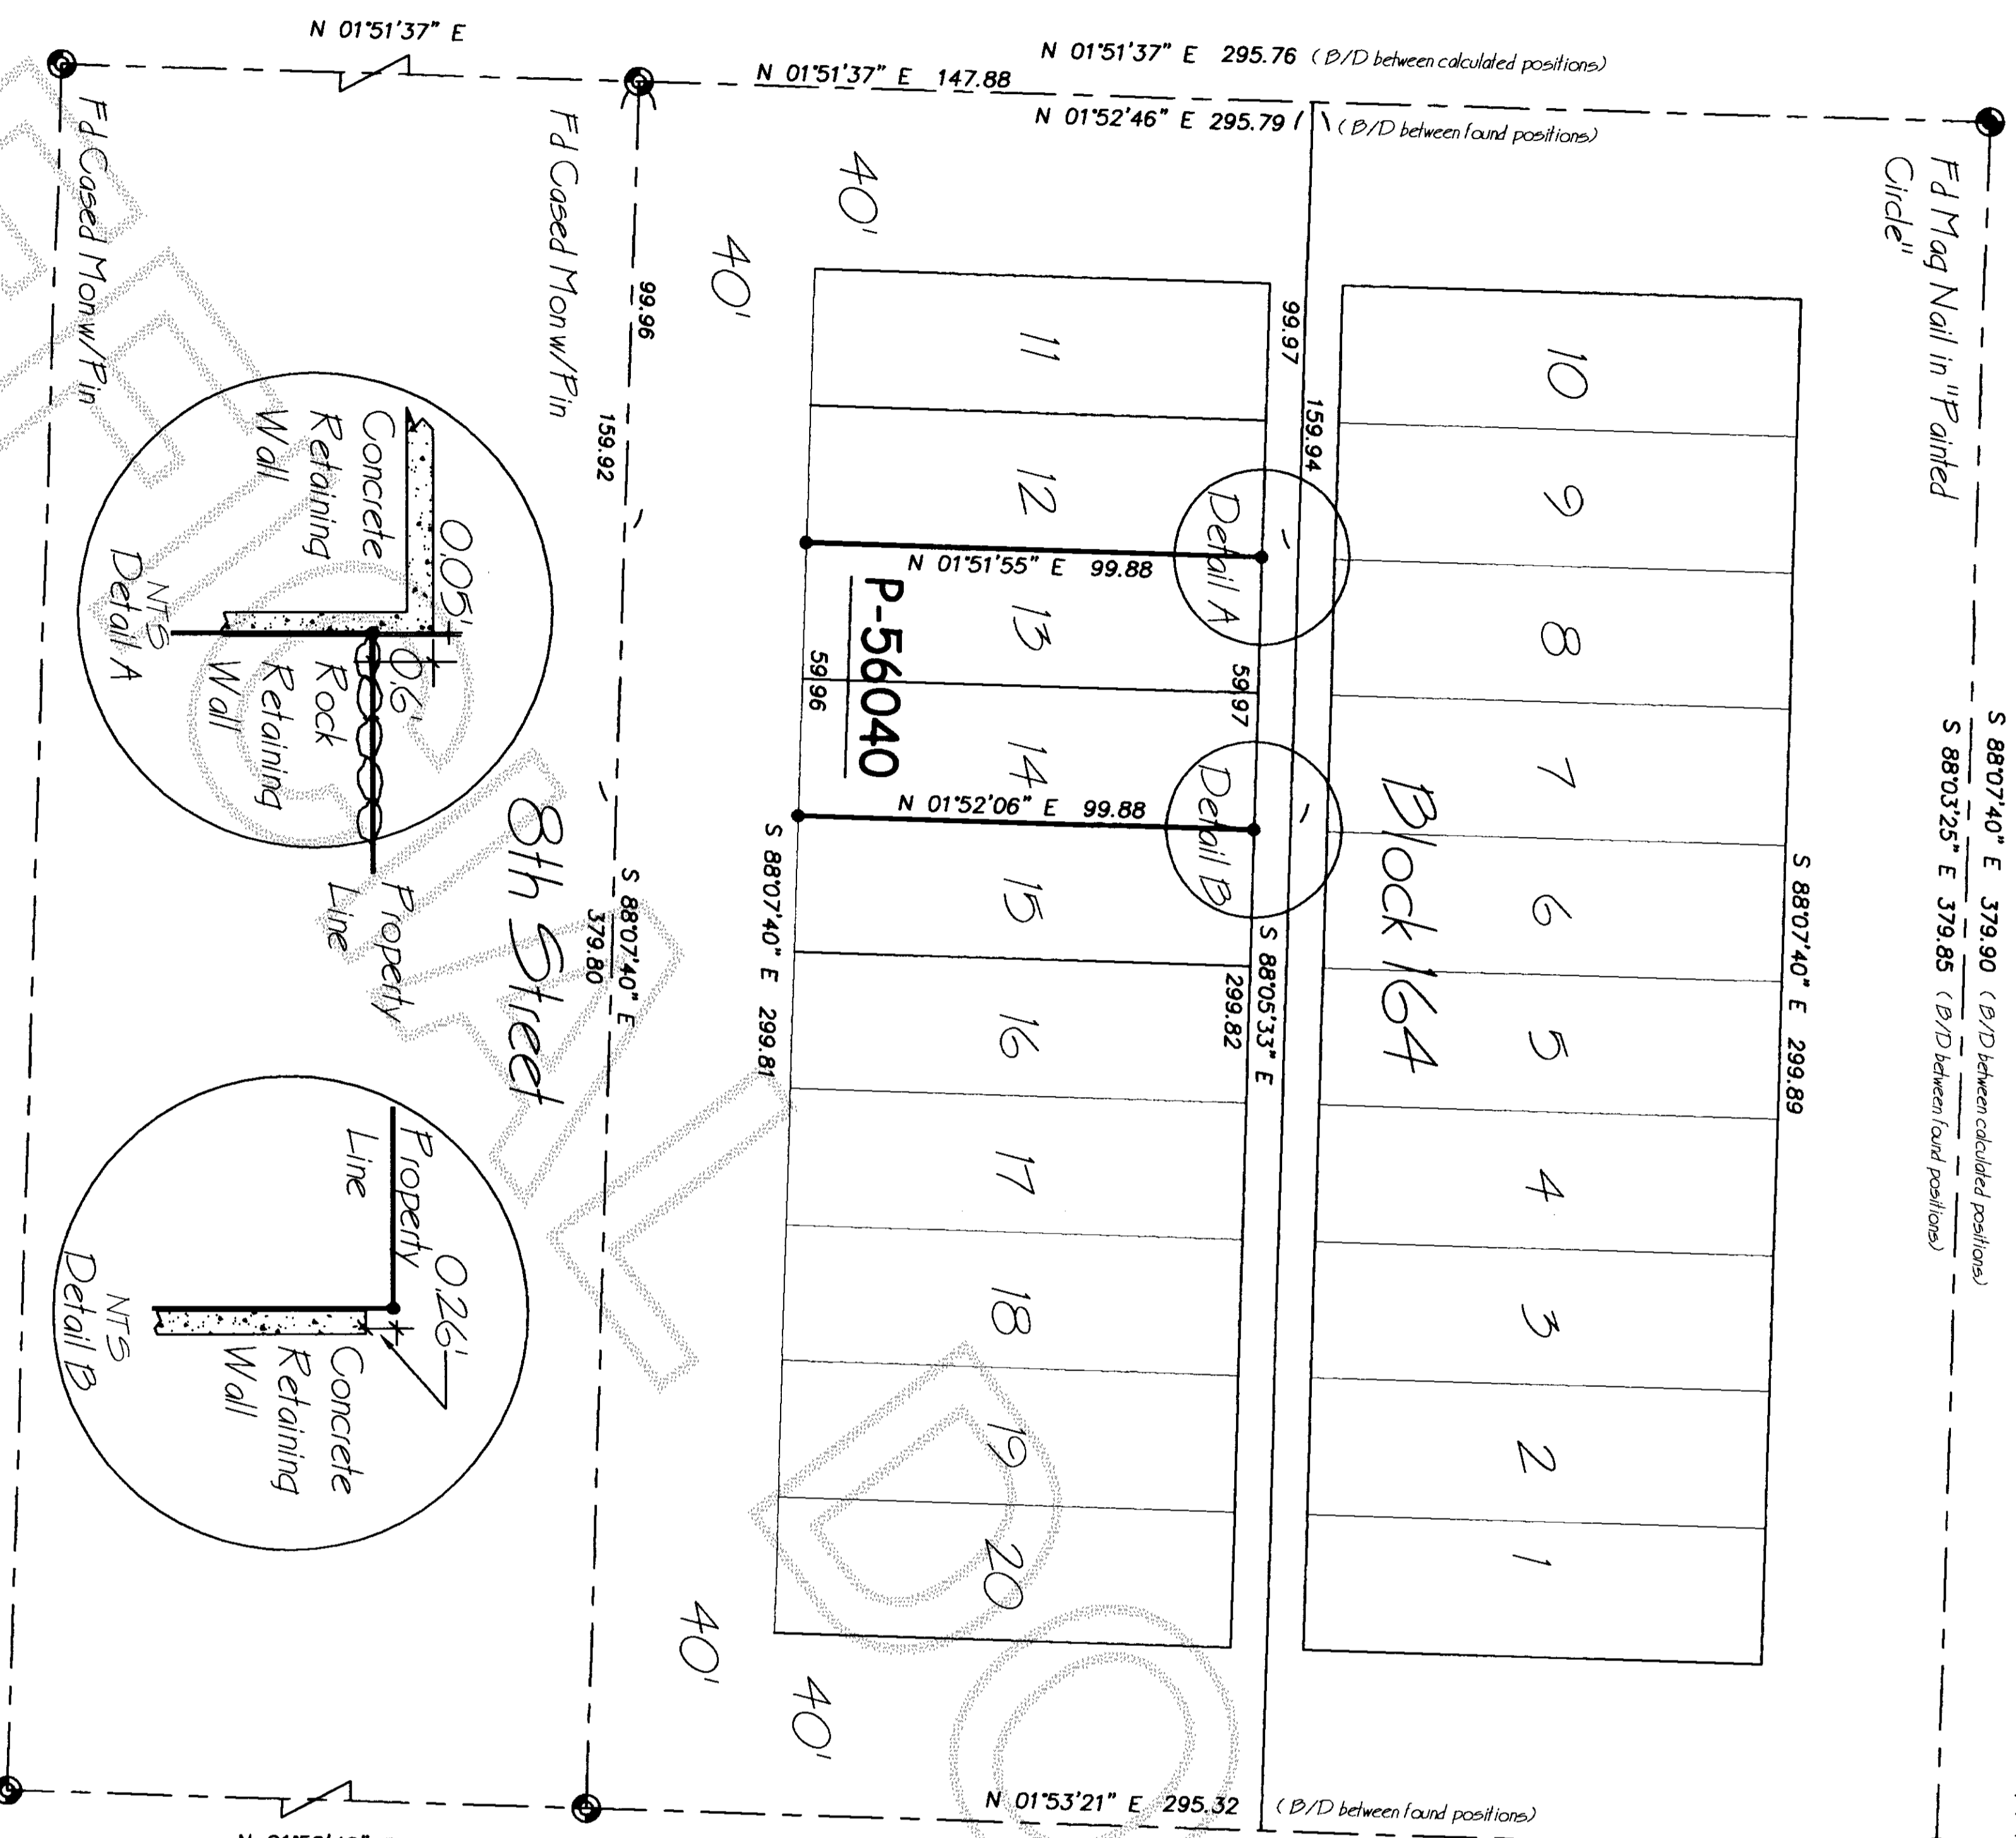 N 01°51'37" E
N 01°51'37" E 295.76 (B/D between calculated positions)
N 01°51'37" E 147.88
N 01°52'46" E 295.79 (B/D between found positions)
Fd Mag Nail in "Painted
Circle"
S 88°07'40" E 379.90 (B/D between calculated positions)
S 88°03'25" E 379.85 (B/D between found positions)
S 88°07'40" E 299.89
10
9
8
7
6
5
4
3
2
1
Block 164
99.97
159.94
Detail A
Detail B
59.97
S 88°05'33" E
299.82
11
12
13
14
15
16
17
18
19
20
N 01°51'55" E 99.88
N 01°52'06" E 99.88
P-56040
59.96
S 88°07'40" E 299.81
40'
40'
40'
40'
99.96
159.92
S 88°07'40" E
379.80
8th Street
Fd Cased Mon w/Pin
Fd Cased Mon w/Pin
0.05'
0.6'
Concrete
Retaining
Wall
Rock
Retaining
Wall
Property
Line
NTS
Detail A
0.26'
Property
Line
Concrete
Retaining
Wall
NTS
Detail B
N 01°53'21" E 295.32 (B/D between found positions)